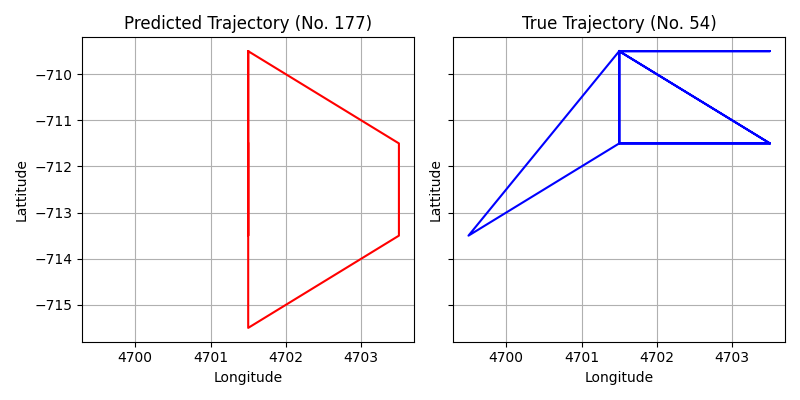 Predicted Trajectory (No. 177)
Lattitude
−710
−711
−712
−713
−714
−715
4700
4701
4702
4703
Longitude
True Trajectory (No. 54)
Lattitude
4700
4701
4702
4703
Longitude